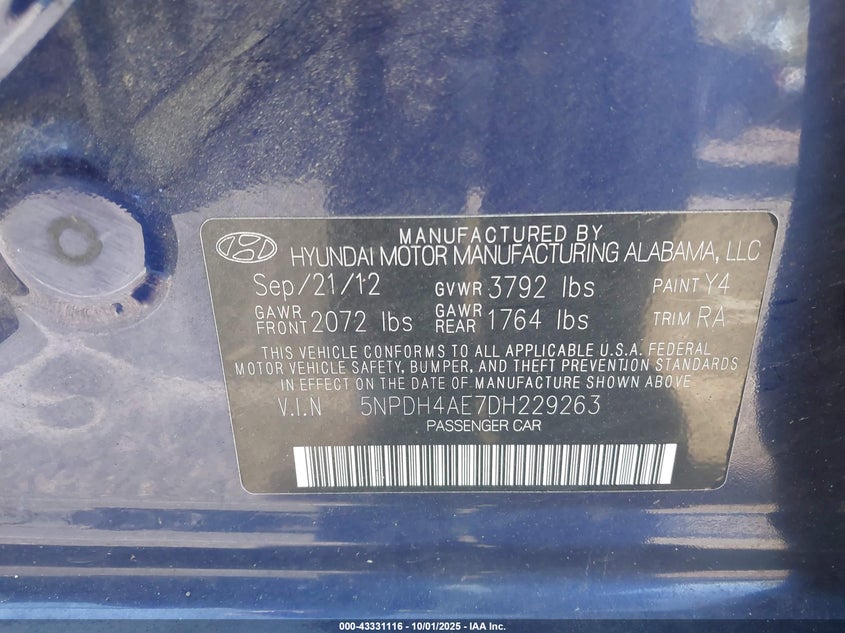 MANUFACTURED BY
HYUNDAI MOTOR MANUFACTURING ALABAMA, LLC
Sep/21/12 GVWR 3792 lbs PAINT Y4
GAWR FRONT 2072 lbs GAWR REAR 1764 lbs TRIM RA
THIS VEHICLE CONFORMS TO ALL APPLICABLE U.S.A. FEDERAL
MOTOR VEHICLE SAFETY, BUMPER, AND THEFT PREVENTION STANDARDS
IN EFFECT ON THE DATE OF MANUFACTURE SHOWN ABOVE.
V.I.N 5NPDH4AE7DH229263
PASSENGER CAR
000-43331116 - 10/01/2025 - IAA Inc.